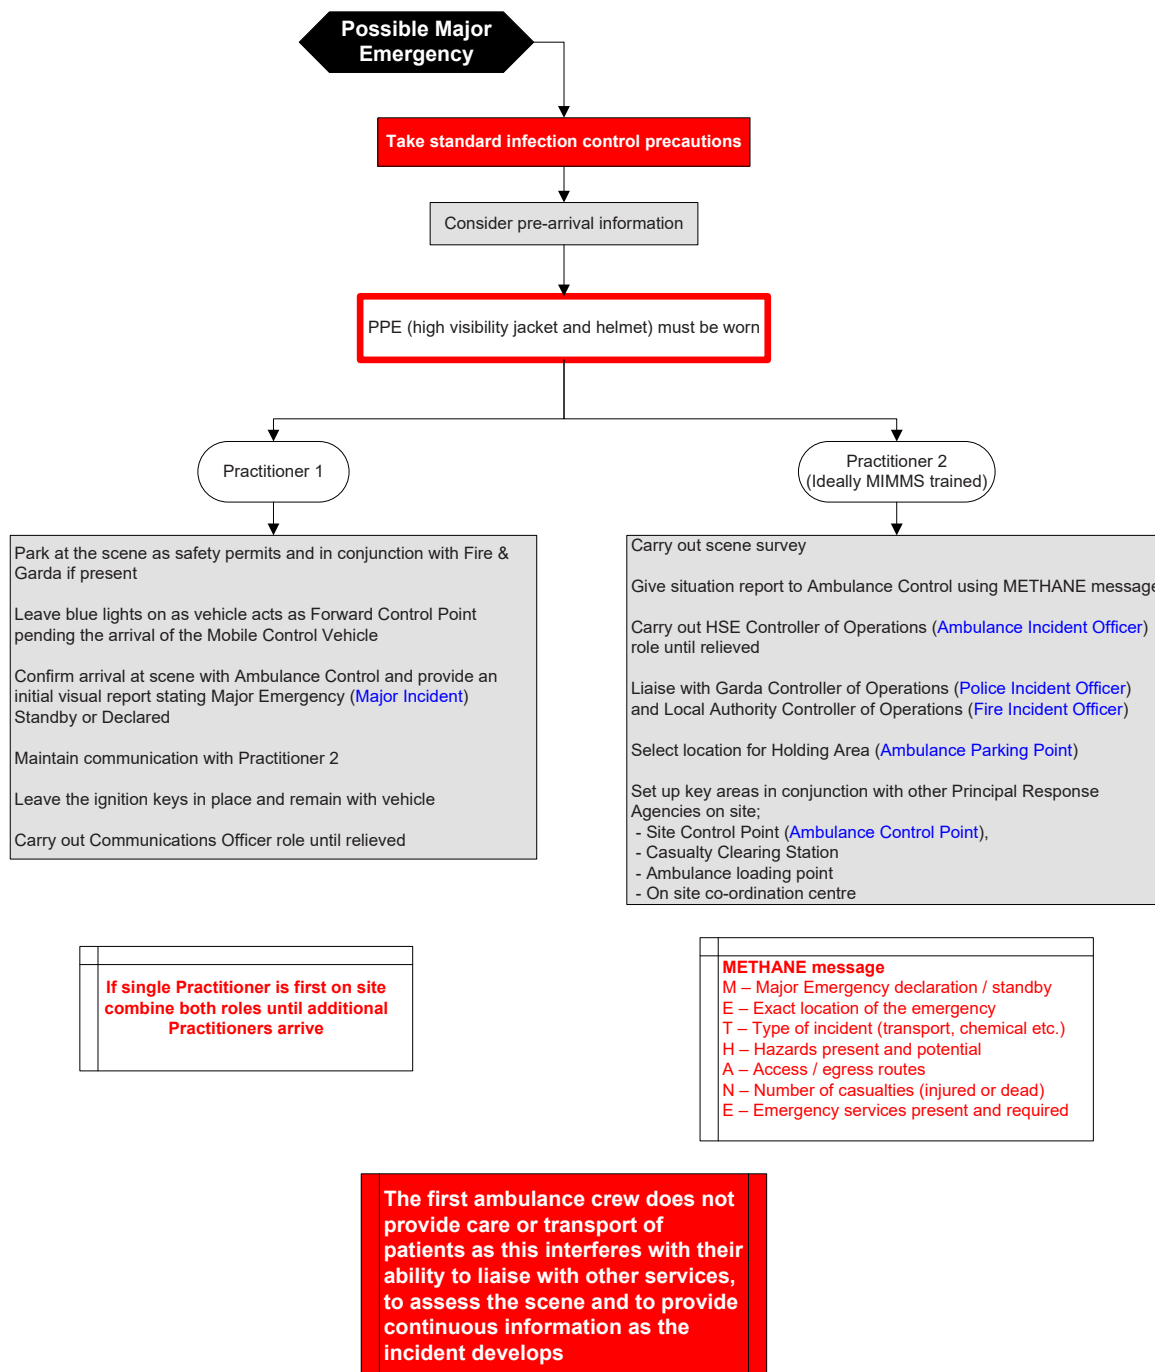 Possible Major
Emergency
Take standard infection control precautions
Consider pre-arrival information
PPE (high visibility jacket and helmet) must be worn
Practitioner 1
Practitioner 2
(Ideally MIMMS trained)
Park at the scene as safety permits and in conjunction with Fire &
Garda if present
Leave blue lights on as vehicle acts as Forward Control Point
pending the arrival of the Mobile Control Vehicle
Confirm arrival at scene with Ambulance Control and provide an
initial visual report stating Major Emergency (Major Incident)
Standby or Declared
Maintain communication with Practitioner 2
Leave the ignition keys in place and remain with vehicle
Carry out Communications Officer role until relieved
Carry out scene survey
Give situation report to Ambulance Control using METHANE message
Carry out HSE Controller of Operations (Ambulance Incident Officer)
role until relieved
Liaise with Garda Controller of Operations (Police Incident Officer)
and Local Authority Controller of Operations (Fire Incident Officer)
Select location for Holding Area (Ambulance Parking Point)
Set up key areas in conjunction with other Principal Response
Agencies on site;
- Site Control Point (Ambulance Control Point),
- Casualty Clearing Station
- Ambulance loading point
- On site co-ordination centre
If single Practitioner is first on site
combine both roles until additional
Practitioners arrive
METHANE message
M – Major Emergency declaration / standby
E – Exact location of the emergency
T – Type of incident (transport, chemical etc.)
H – Hazards present and potential
A – Access / egress routes
N – Number of casualties (injured or dead)
E – Emergency services present and required
The first ambulance crew does not
provide care or transport of
patients as this interferes with their
ability to liaise with other services,
to assess the scene and to provide
continuous information as the
incident develops